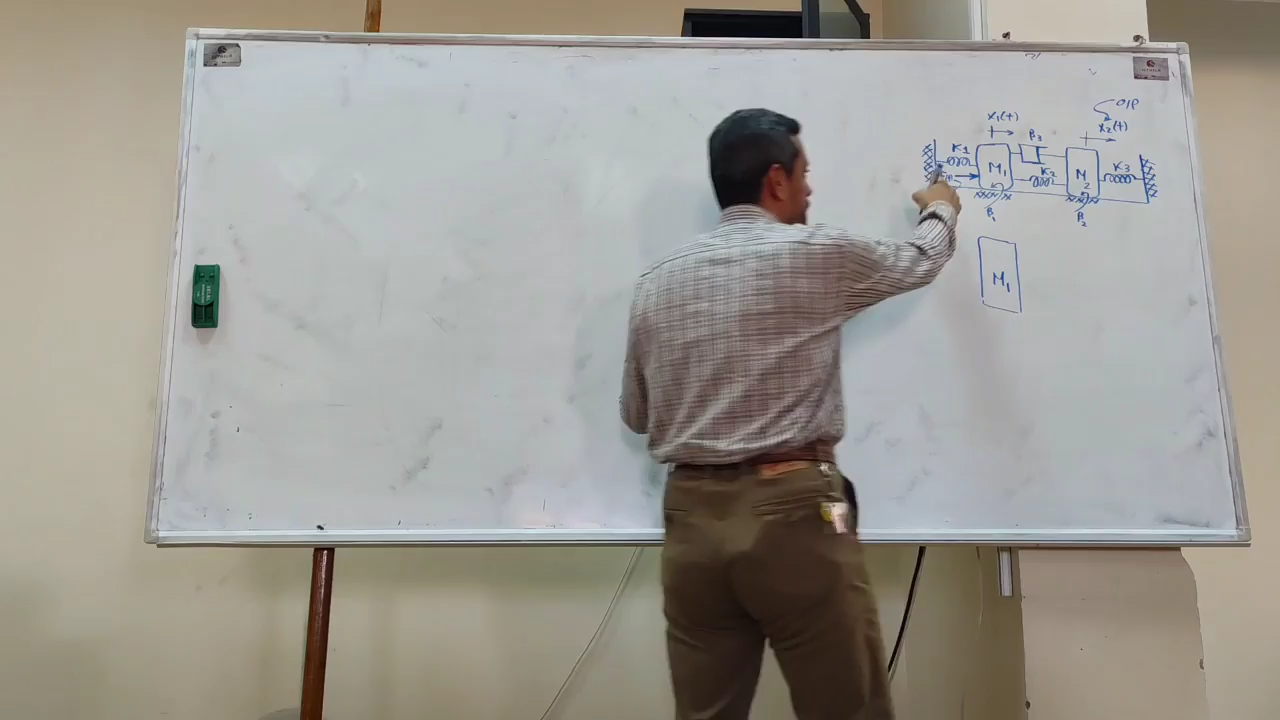 O/P
X₁(t)
X₂(t)
B₃
K₁
M₁
K₂
M₂
K₃
B₁
B₂
M₁